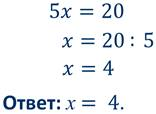 5x = 20
x = 20 : 5
x = 4
Ответ: x = 4.